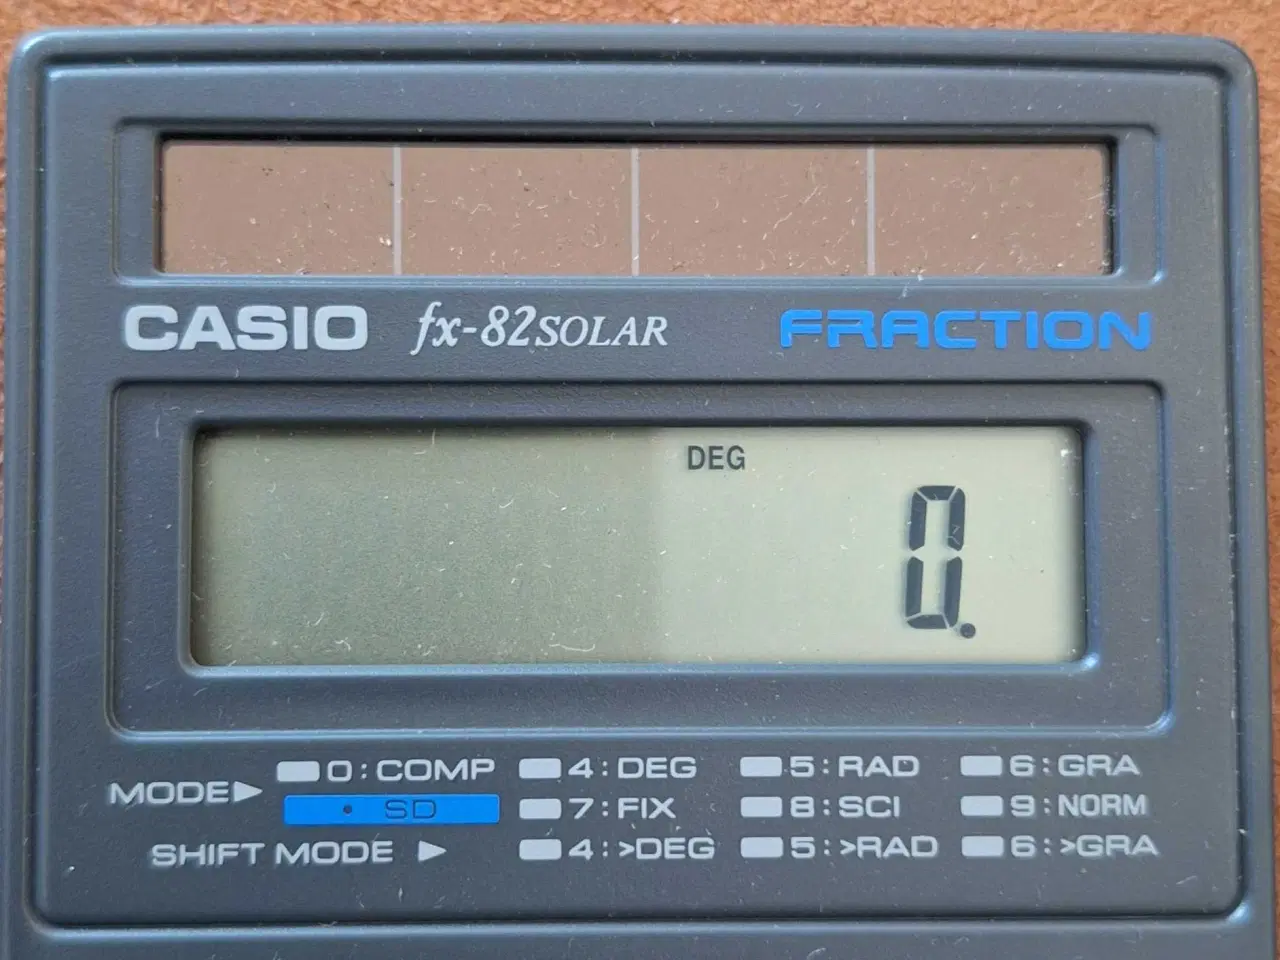 CASIO fx-82SOLAR FRACTION
DEG
0.
MODE▶ 0:COMP 4:DEG 5:RAD 6:GRA
• SD 7:FIX 8:SCI 9:NORM
SHIFT MODE ▶ 4:>DEG 5:>RAD 6:>GRA